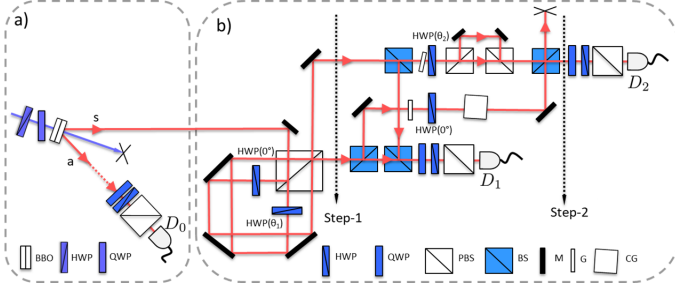 a)
b)
HWP(θ₂)
s
a
D₂
HWP(0°)
HWP(0°)
D₁
D₀
HWP(θ₁)
Step-1
Step-2
BBO
HWP
QWP
HWP
QWP
PBS
BS
M
G
CG